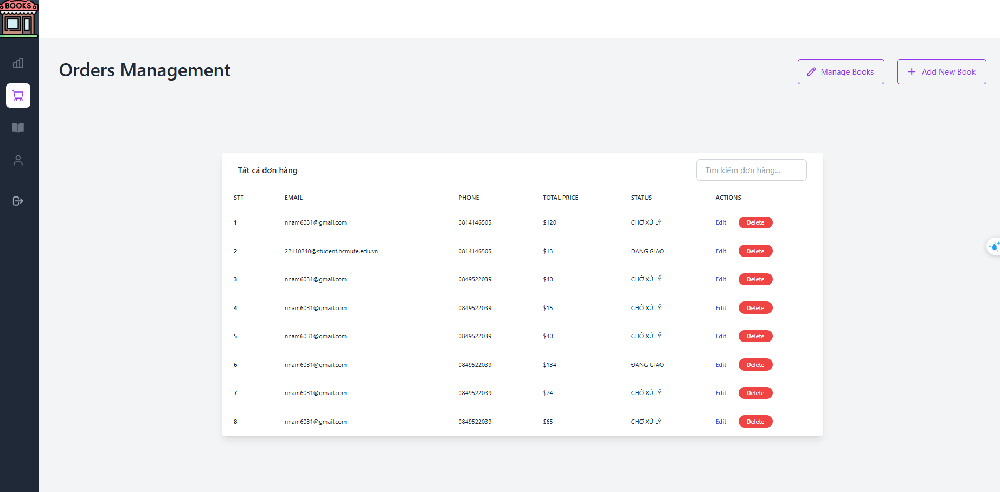 BOOKS
Orders Management
Manage Books
Add New Book
Tất cả đơn hàng
Tìm kiếm đơn hàng...
STT EMAIL PHONE TOTAL PRICE STATUS ACTIONS
1 nnam6031@gmail.com 0814146505 $120 CHỜ XỬ LÝ Edit Delete
2 22110240@student.hcmute.edu.vn 0814146505 $13 ĐANG GIAO Edit Delete
3 nnam6031@gmail.com 0849522039 $40 CHỜ XỬ LÝ Edit Delete
4 nnam6031@gmail.com 0849522039 $15 CHỜ XỬ LÝ Edit Delete
5 nnam6031@gmail.com 0849522039 $40 CHỜ XỬ LÝ Edit Delete
6 nnam6031@gmail.com 0849522039 $134 ĐANG GIAO Edit Delete
7 nnam6031@gmail.com 0849522039 $74 CHỜ XỬ LÝ Edit Delete
8 nnam6031@gmail.com 0849522039 $65 CHỜ XỬ LÝ Edit Delete